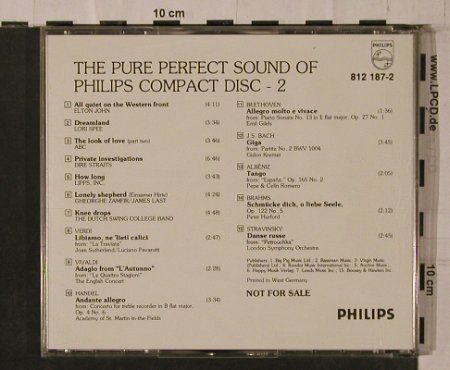 10 cm
THE PURE PERFECT SOUND OF
PHILIPS COMPACT DISC - 2
PHILIPS
812 187-2
1 All quiet on the Western front (4:11)
ELTON JOHN
2 Dreamland (3:34)
LORI SPEE
3 The look of love (part two) (3:46)
ABC
4 Private investigations (6:46)
DIRE STRAITS
5 How long (3:43)
LIPPS, INC.
6 Lonely shepherd (Einsamer Hirte) (4:24)
GHEORGHE ZAMFIR/JAMES LAST
7 Knee drops (4:48)
THE DUTCH SWING COLLEGE BAND
8 VERDI
Libiamo, ne 'lieti calici (2:47)
from: "La Traviata"
Joan Sutherland/Luciano Pavarotti
9 VIVALDI
Adagio from "L'Autunno" (2:28)
from: "Le Quattro Stagioni"
The English Concert
10 HANDEL
Andante allegro (3:34)
from: Concerto for treble recorder in B flat major.
Op. 4 No. 6
Academy of St. Martin-in-the-Fields
11 BEETHOVEN
Allegro molto e vivace (1:36)
from: Piano Sonata No. 13 in E flat major. Op. 27 No. 1
Emil Gilels
12 J.S. BACH
Giga (3:45)
from: Partita No. 2 BWV 1004
Gidon Kremer
13 ALBÉNIZ
Tango (2:05)
from: "España," Op. 165 No. 2
Pepe & Celin Romero
14 BRAHMS
Schmücke dich, o liebe Seele, (2:12)
Op. 122 No. 5
Peter Hurford
15 STRAVINSKY
Danse russe (2:45)
from: "Petrouchka"
London Symphony Orchestra
Printed in West Germany
NOT FOR SALE
PHILIPS
www.LPCD.de
10 cm